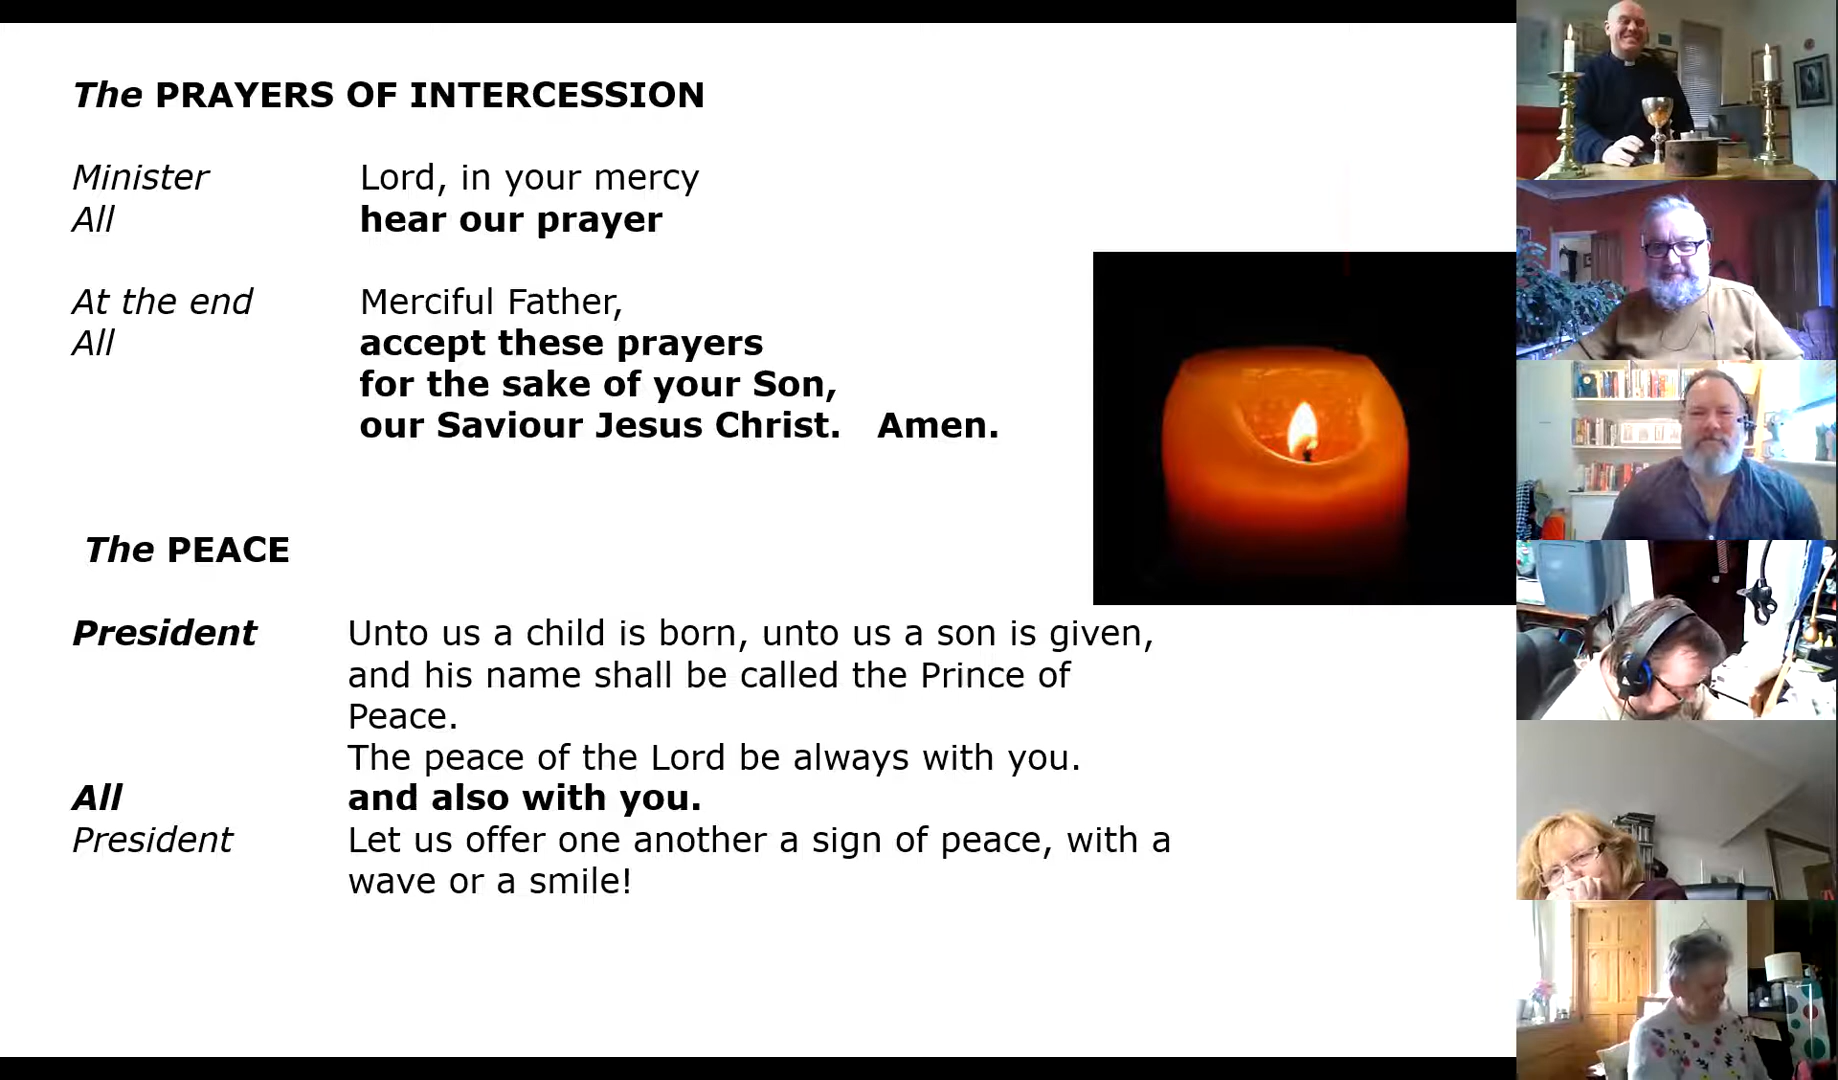 The PRAYERS OF INTERCESSION
Minister Lord, in your mercy
All hear our prayer
At the end Merciful Father,
All accept these prayers
for the sake of your Son,
our Saviour Jesus Christ. Amen.
The PEACE
President Unto us a child is born, unto us a son is given,
and his name shall be called the Prince of
Peace.
The peace of the Lord be always with you.
All and also with you.
President Let us offer one another a sign of peace, with a
wave or a smile!